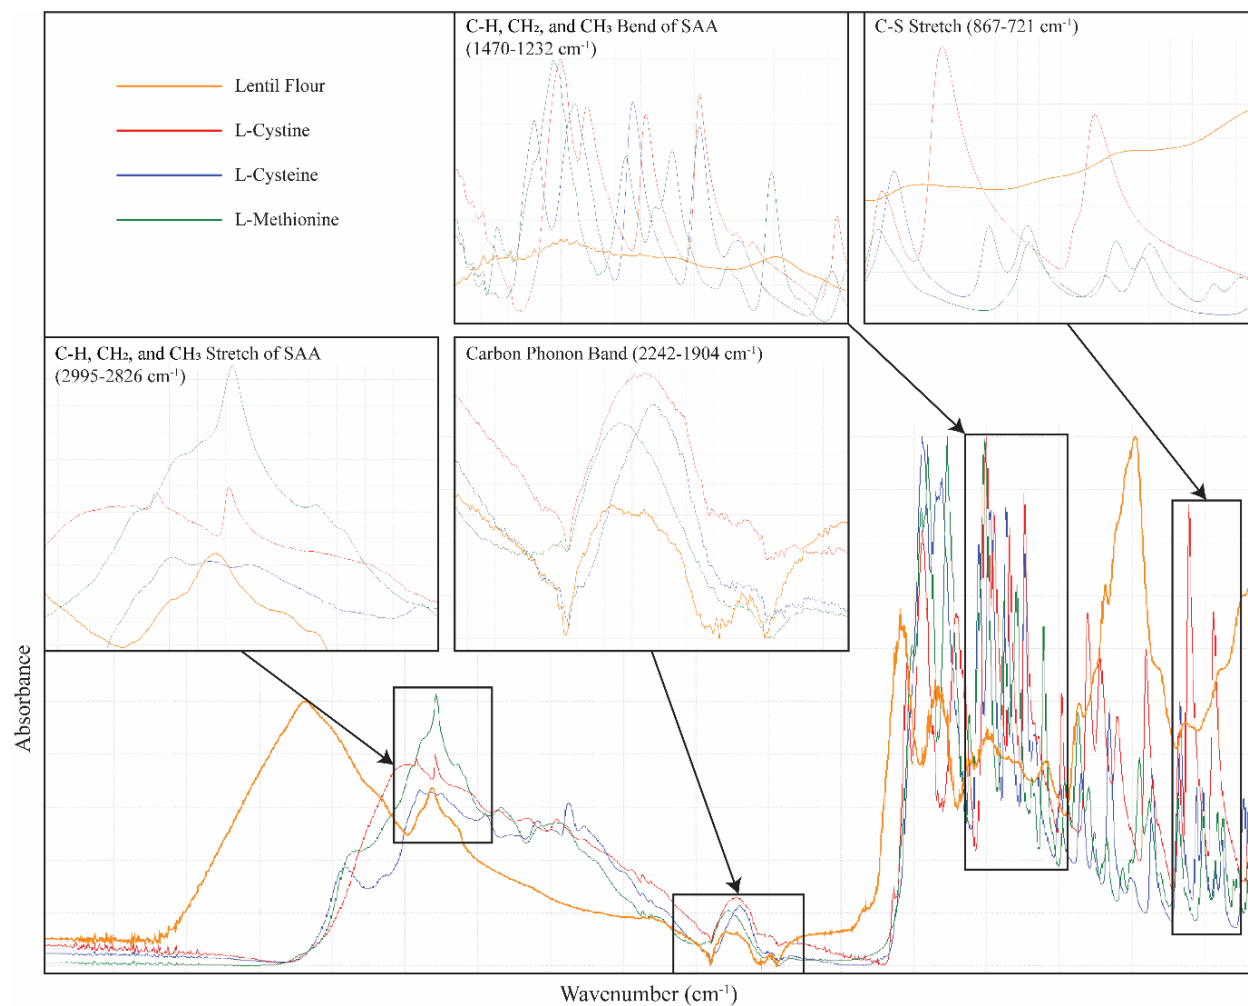 C-H, CH₂, and CH₃ Bend of SAA
(1470-1232 cm⁻¹)
C-S Stretch (867-721 cm⁻¹)
Lentil Flour
L-Cystine
L-Cysteine
L-Methionine
C-H, CH₂, and CH₃ Stretch of SAA
(2995-2826 cm⁻¹)
Carbon Phonon Band (2242-1904 cm⁻¹)
Absorbance
Wavenumber (cm⁻¹)